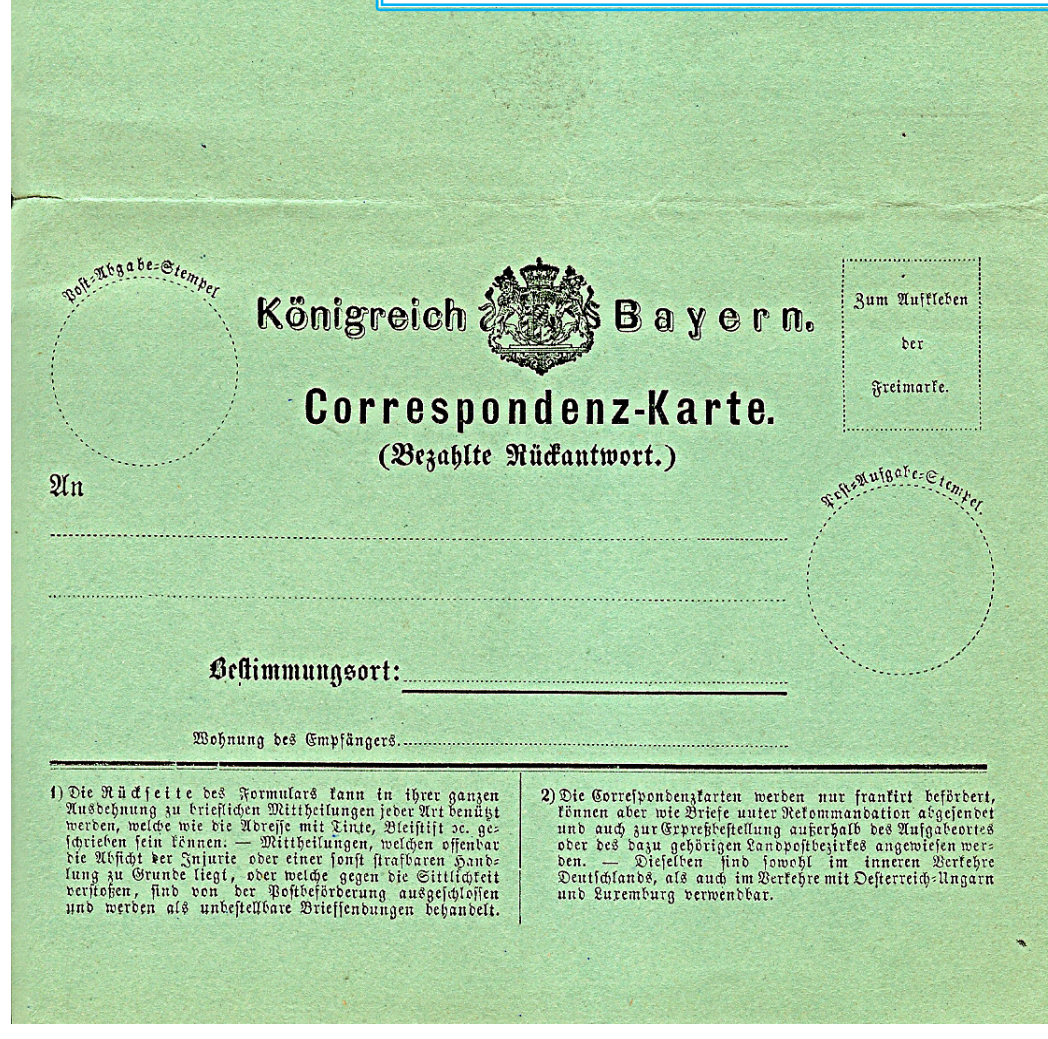 Post-Abgabe-Stempel
Königreich Bayern.
Zum Aufkleben
der
Freimarke.
Correspondenz-Karte.
(Bezahlte Rückantwort.)
An
Post-Aufgabe-Stempel.
Bestimmungsort:
Wohnung des Empfängers.
1) Die Rückseite des Formulars kann in ihrer ganzen
Ausdehnung zu brieflichen Mittheilungen jeder Art benützt
werden, welche wie die Adresse mit Tinte, Bleistift ꝛc. ge-
schrieben sein können. — Mittheilungen, welchen offenbar
die Absicht der Injurie oder einer sonst strafbaren Hand-
lung zu Grunde liegt, oder welche gegen die Sittlichkeit
verstoßen, sind von der Postbeförderung ausgeschlossen
und werden als unbestellbare Briefsendungen behandelt.
2) Die Correspondenzkarten werden nur frankirt befördert,
können aber wie Briefe unter Rekommandation abgesendet
und auch zur Expreßbestellung außerhalb des Aufgabeortes
oder des dazu gehörigen Landpostbezirkes angewiesen wer-
den. — Dieselben sind sowohl im inneren Verkehre
Deutschlands, als auch im Verkehre mit Oesterreich-Ungarn
und Luxemburg verwendbar.